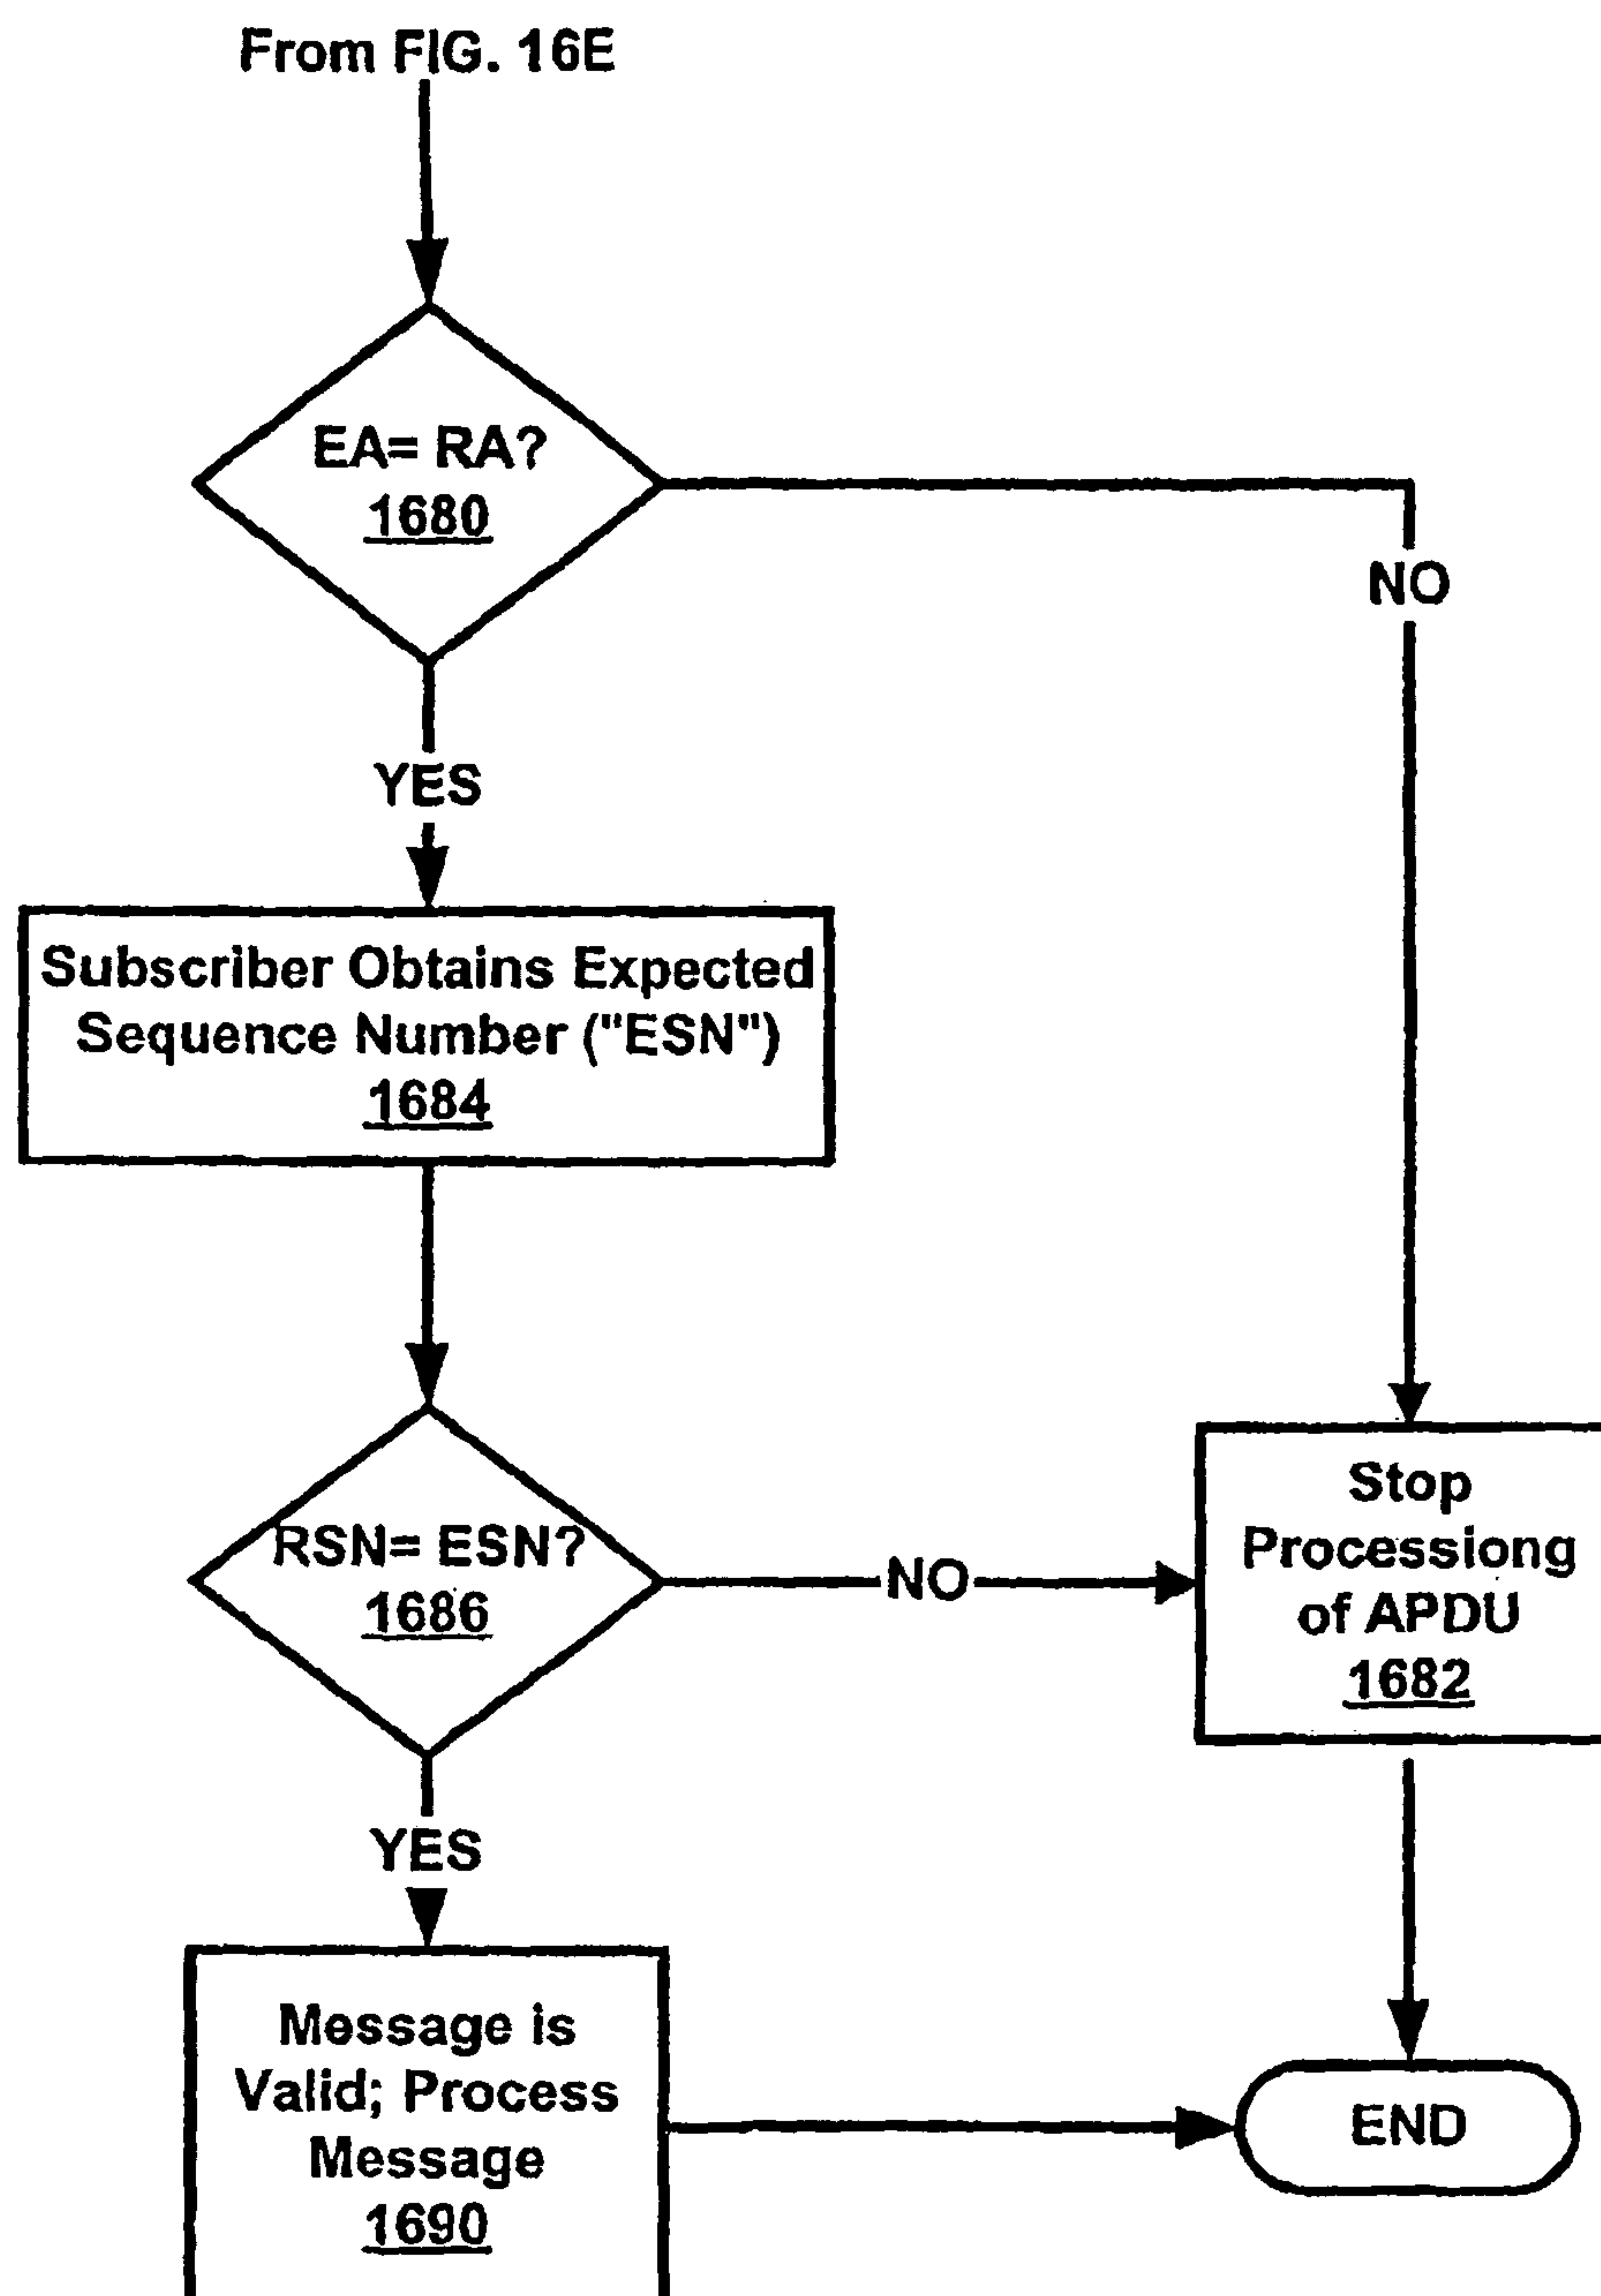 From FIG. 16E
EA= RA?
1680
NO
YES
Subscriber Obtains Expected
Sequence Number ("ESN")
1684
RSN= ESN?
1686
NO
Stop
Processiong
of APDU
1682
YES
Message is
Valid; Process
Message
1690
END